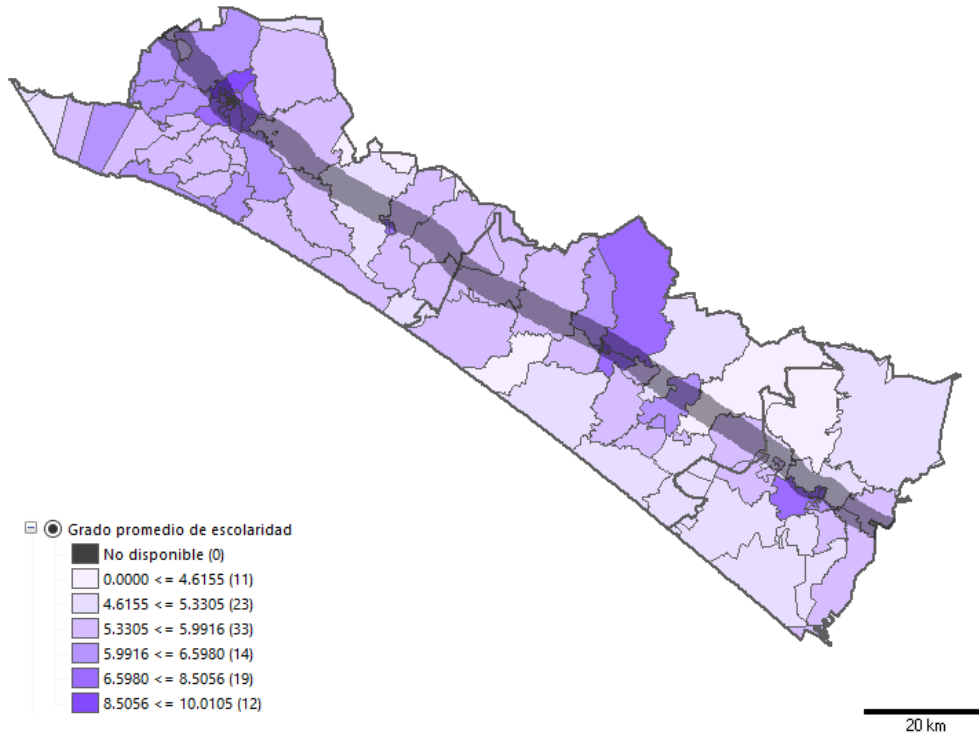 Grado promedio de escolaridad
No disponible (0)
0.0000 <= 4.6155 (11)
4.6155 <= 5.3305 (23)
5.3305 <= 5.9916 (33)
5.9916 <= 6.5980 (14)
6.5980 <= 8.5056 (19)
8.5056 <= 10.0105 (12)
20 km